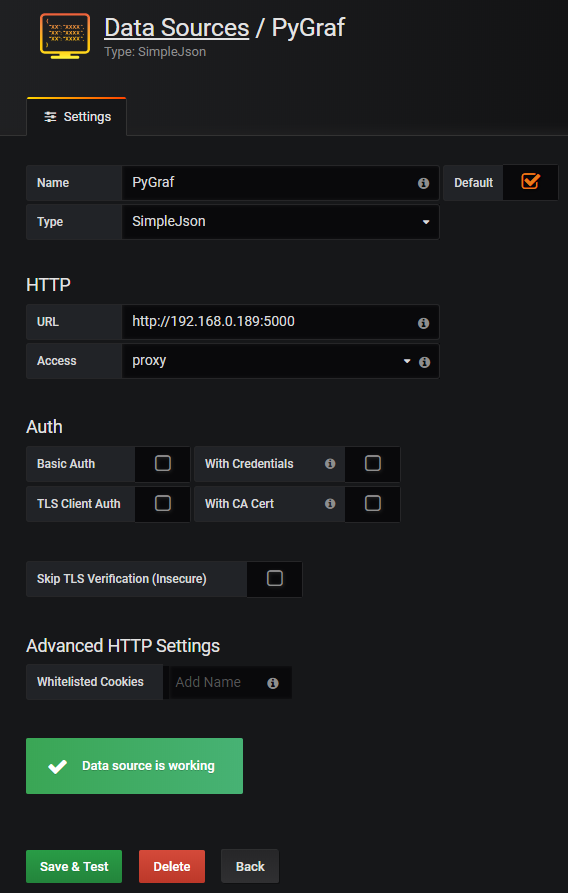 Data Sources / PyGraf
Type: SimpleJson
Settings
Name PyGraf Default
Type SimpleJson
HTTP
URL http://192.168.0.189:5000
Access proxy
Auth
Basic Auth With Credentials
TLS Client Auth With CA Cert
Skip TLS Verification (Insecure)
Advanced HTTP Settings
Whitelisted Cookies Add Name
Data source is working
Save & Test Delete Back